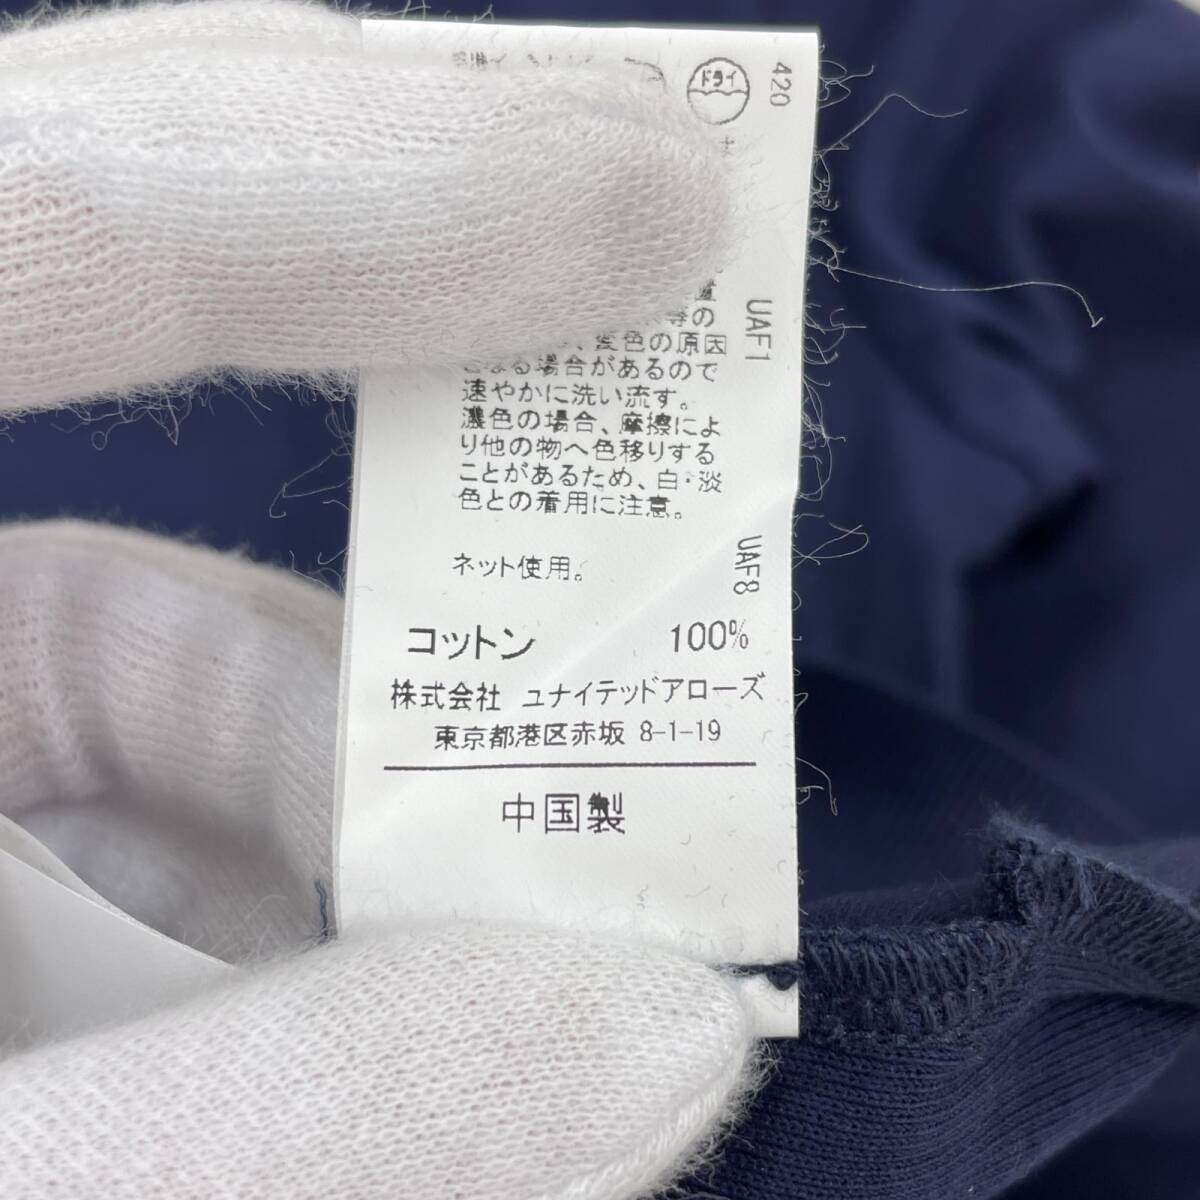 ドライ
420
等の
、変色の原因
となる場合があるので
速やかに洗い流す。
濃色の場合、摩擦によ
り他の物へ色移りする
ことがあるため、白・淡
色との着用に注意。
UAF1
ネット使用。
UAF8
コットン 100%
株式会社 ユナイテッドアローズ
東京都港区赤坂 8-1-19
中国製